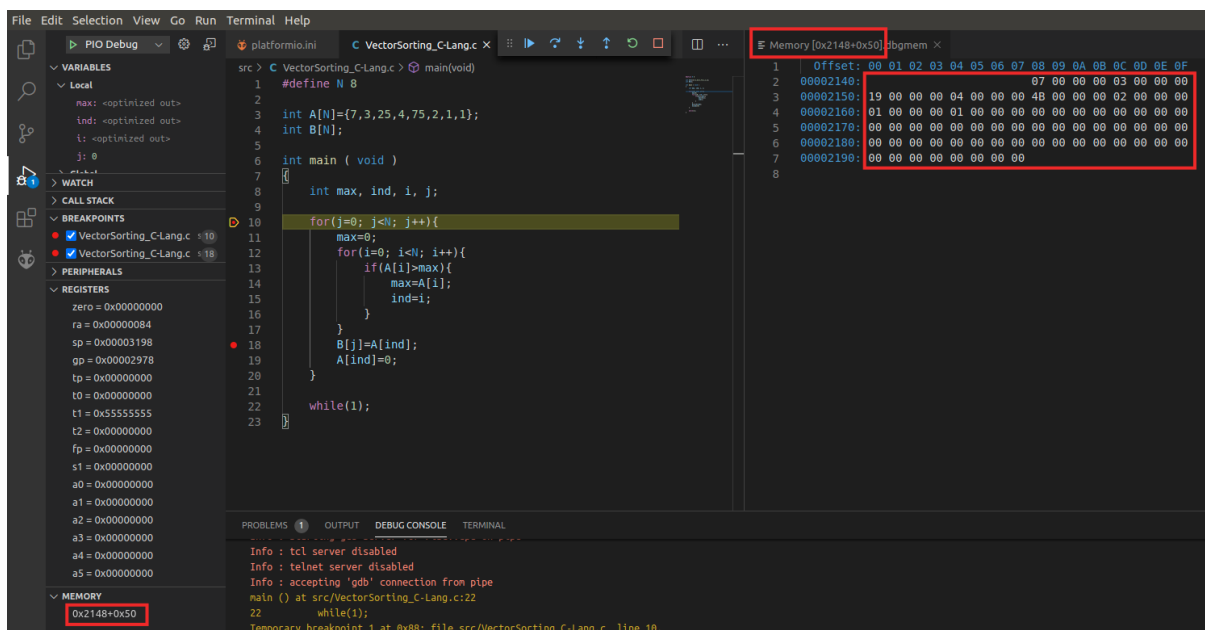 File Edit Selection View Go Run Terminal Help
PIO Debug
VARIABLES
Local
max: <optimized out>
ind: <optimized out>
i: <optimized out>
j: 0
WATCH
CALL STACK
BREAKPOINTS
VectorSorting_C-Lang.c s 10
VectorSorting_C-Lang.c s 18
PERIPHERALS
REGISTERS
zero = 0x00000000
ra = 0x00000084
sp = 0x00003198
gp = 0x00002978
tp = 0x00000000
t0 = 0x00000000
t1 = 0x55555555
t2 = 0x00000000
fp = 0x00000000
s1 = 0x00000000
a0 = 0x00000000
a1 = 0x00000000
a2 = 0x00000000
a3 = 0x00000000
a4 = 0x00000000
a5 = 0x00000000
MEMORY
0x2148+0x50
platformio.ini C VectorSorting_C-Lang.c
src > C VectorSorting_C-Lang.c > main(void)
1 #define N 8
2
3 int A[N]={7,3,25,4,75,2,1,1};
4 int B[N];
5
6 int main ( void )
7 {
8 int max, ind, i, j;
9
10 for(j=0; j<N; j++){
11 max=0;
12 for(i=0; i<N; i++){
13 if(A[i]>max){
14 max=A[i];
15 ind=i;
16 }
17 }
18 B[j]=A[ind];
19 A[ind]=0;
20 }
21
22 while(1);
23 }
Memory [0x2148+0x50].dbgmem
1 Offset: 00 01 02 03 04 05 06 07 08 09 0A 0B 0C 0D 0E 0F
2 00002140: 07 00 00 00 03 00 00 00
3 00002150: 19 00 00 00 04 00 00 00 4B 00 00 00 02 00 00 00
4 00002160: 01 00 00 00 01 00 00 00 00 00 00 00 00 00 00 00
5 00002170: 00 00 00 00 00 00 00 00 00 00 00 00 00 00 00 00
6 00002180: 00 00 00 00 00 00 00 00 00 00 00 00 00 00 00 00
7 00002190: 00 00 00 00 00 00 00 00
8
PROBLEMS 1 OUTPUT DEBUG CONSOLE TERMINAL
Info : tcl server disabled
Info : telnet server disabled
Info : accepting 'gdb' connection from pipe
main () at src/VectorSorting_C-Lang.c:22
22 while(1);
Temporary breakpoint 1 at 0x88: file src/VectorSorting_C-Lang.c, line 10.